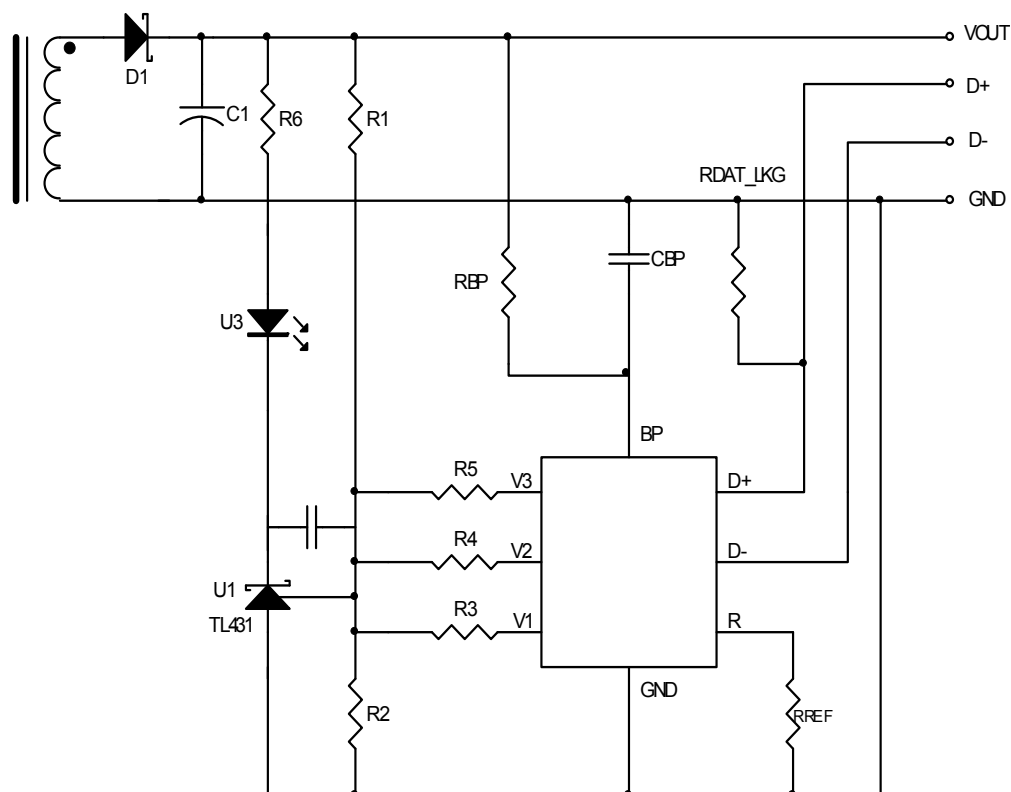 VOUT
D+
D1
C1
R6
R1
D-
RDAT_LKG
GND
RBP
CBP
U3
BP
R5
V3
D+
R4
V2
D-
U1
TL431
R3
V1
R
GND
R2
RREF